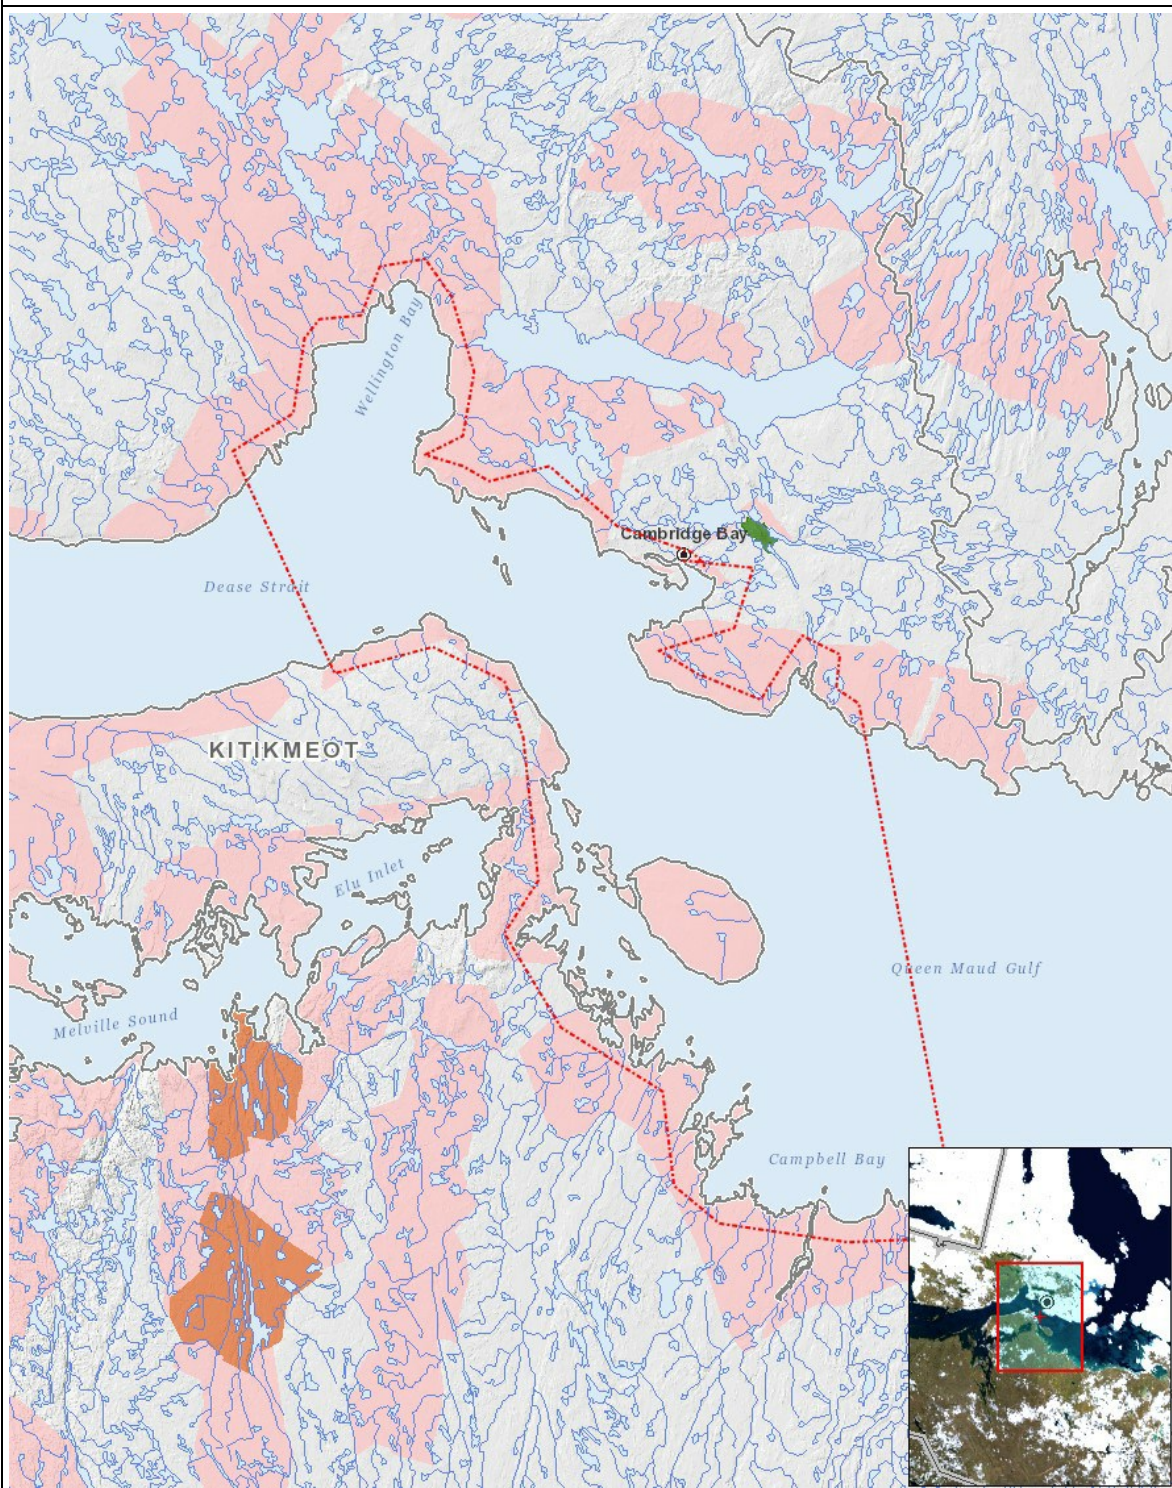 Wellington Bay
Cambridge Bay
Dease Strait
KITIKMEOT
Elu Inlet
Queen Maud Gulf
Melville Sound
Campbell Bay